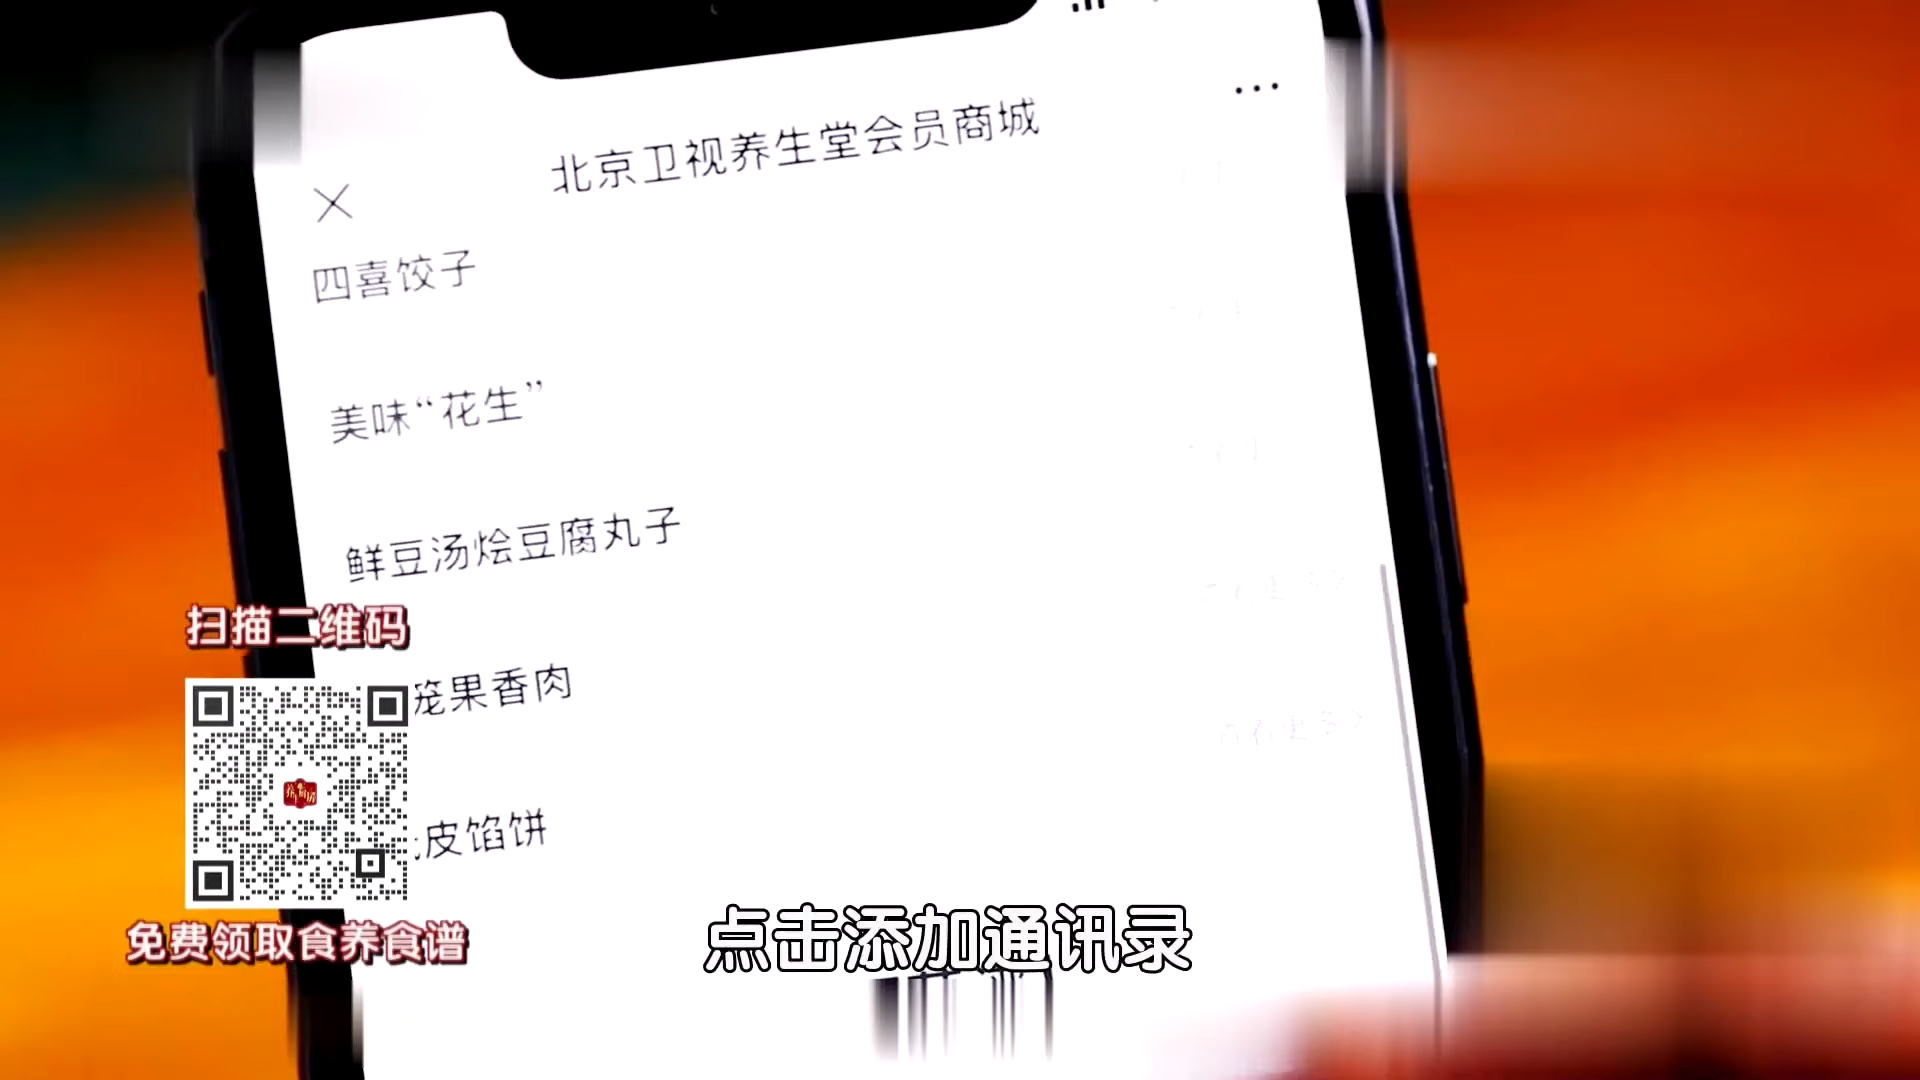 北京卫视养生堂会员商城
四喜饺子
美味“花生”
鲜豆汤烩豆腐丸子
扫描二维码
笼果香肉
皮馅饼
免费领取食养食谱
点击添加通讯录